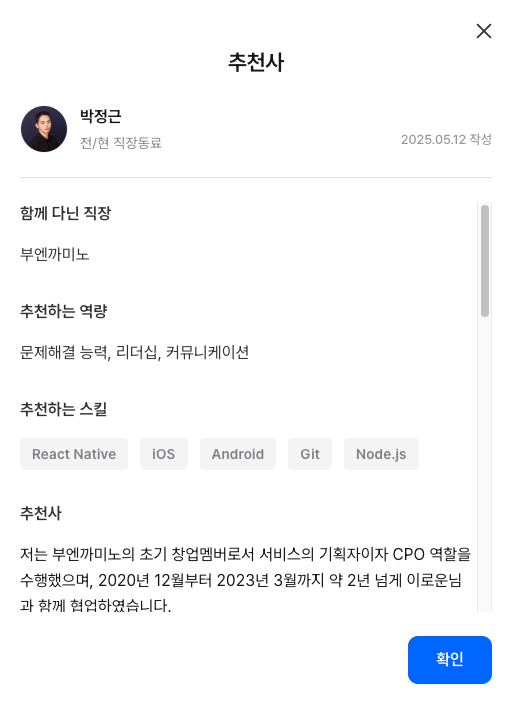 추천사
박정근
전/현 직장동료
2025.05.12 작성
함께 다닌 직장
부엔까미노
추천하는 역량
문제해결 능력, 리더십, 커뮤니케이션
추천하는 스킬
React Native
iOS
Android
Git
Node.js
추천사
저는 부엔까미노의 초기 창업멤버로서 서비스의 기획자이자 CPO 역할을
수행했으며, 2020년 12월부터 2023년 3월까지 약 2년 넘게 이로운님
과 함께 협업하였습니다.
확인